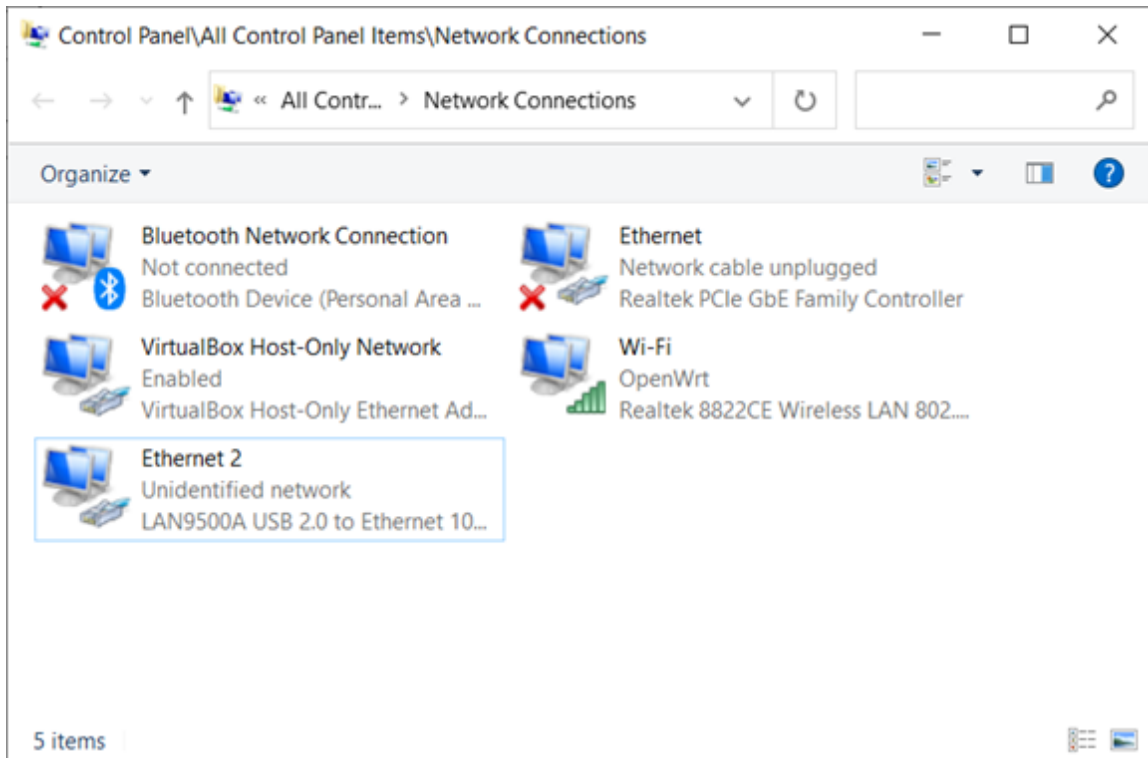 Control Panel\All Control Panel Items\Network Connections
« All Contr... > Network Connections
Organize
Bluetooth Network Connection
Not connected
Bluetooth Device (Personal Area ...
Ethernet
Network cable unplugged
Realtek PCIe GbE Family Controller
VirtualBox Host-Only Network
Enabled
VirtualBox Host-Only Ethernet Ad...
Wi-Fi
OpenWrt
Realtek 8822CE Wireless LAN 802....
Ethernet 2
Unidentified network
LAN9500A USB 2.0 to Ethernet 10...
5 items